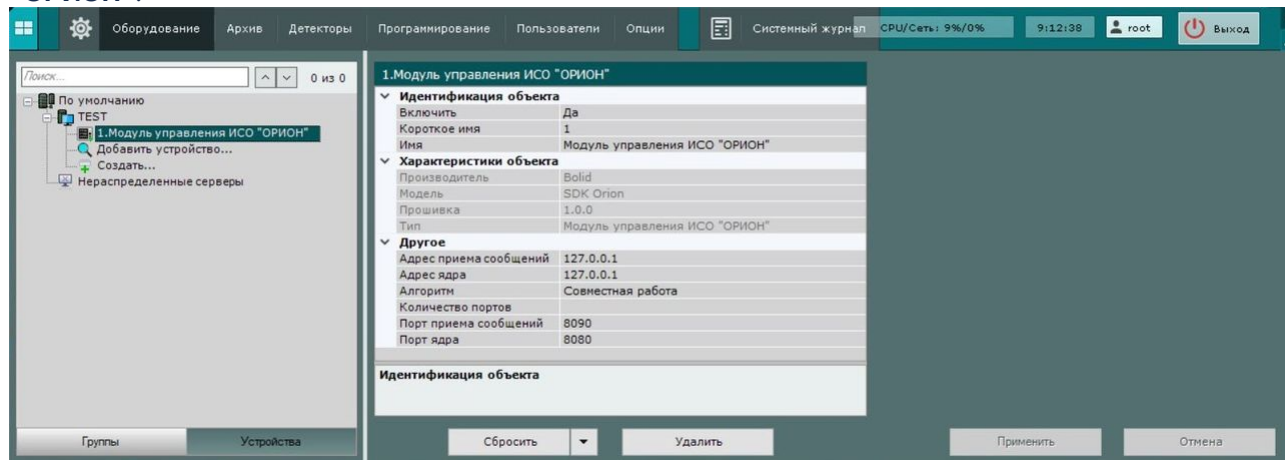 Оборудование Архив Детекторы Программирование Пользователи Опции Системный журнал CPU/Сеть: 9%/0% 9:12:38 root Выход
Поиск... 0 из 0
По умолчанию
TEST
1.Модуль управления ИСО "ОРИОН"
Добавить устройство...
Создать...
Нераспределенные серверы
Группы Устройства
1.Модуль управления ИСО "ОРИОН"
Идентификация объекта
Включить Да
Короткое имя 1
Имя Модуль управления ИСО "ОРИОН"
Характеристики объекта
Производитель Bolid
Модель SDK Orion
Прошивка 1.0.0
Тип Модуль управления ИСО "ОРИОН"
Другое
Адрес приема сообщений 127.0.0.1
Адрес ядра 127.0.0.1
Алгоритм Совместная работа
Количество портов
Порт приема сообщений 8090
Порт ядра 8080
Идентификация объекта
Сбросить Удалить Применить Отмена